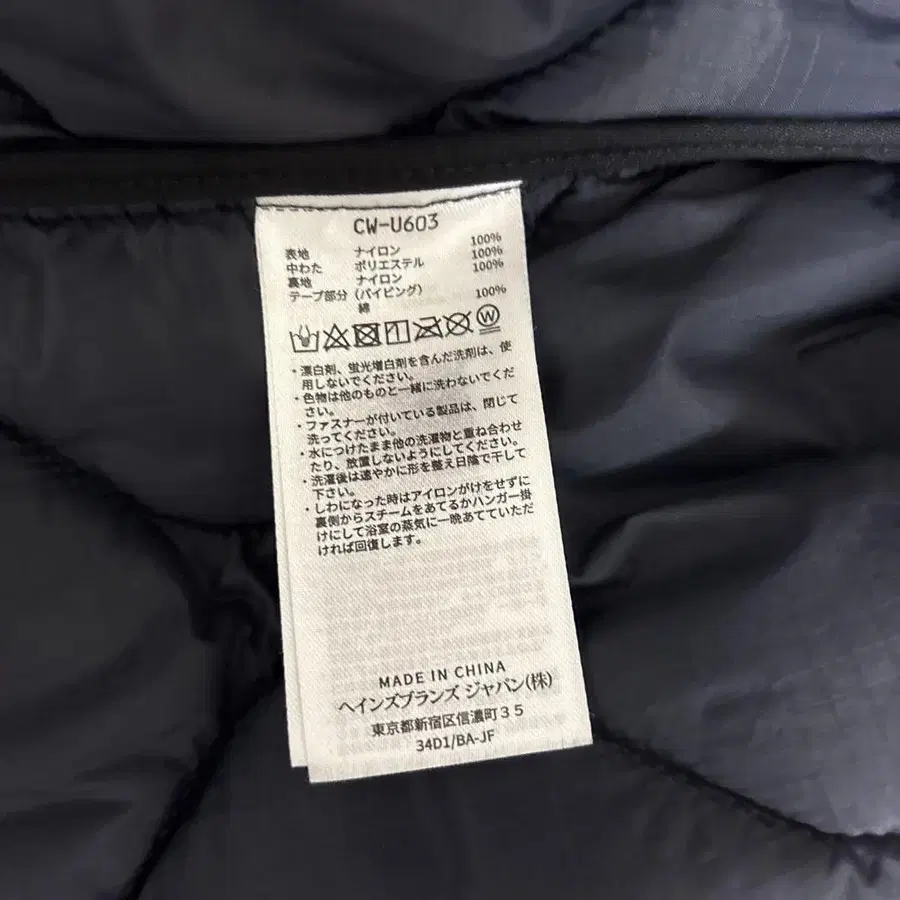 CW-U603
表地 ナイロン 100%
中わた ポリエステル 100%
裏地 ナイロン 100%
テープ部分 (パイピング)
綿 100%
W
・漂白剤、蛍光増白剤を含んだ洗剤は、使
用しないでください。
・色物は他のものと一緒に洗わないでくだ
さい。
・ファスナーが付いている製品は、閉じて
洗ってください。
・水につけたまま他の洗濯物と重ね合わせ
たり、放置しないようにしてください。
・洗濯後は速やかに形を整え日陰で干して
下さい。
・しわになった時はアイロンがけをせずに
裏側からスチームをあてるかハンガー掛
けにして浴室の蒸気に一晩あてていただ
ければ回復します。
MADE IN CHINA
ヘインズブランズ ジャパン(株)
東京都新宿区信濃町３５
34D1/BA-JF